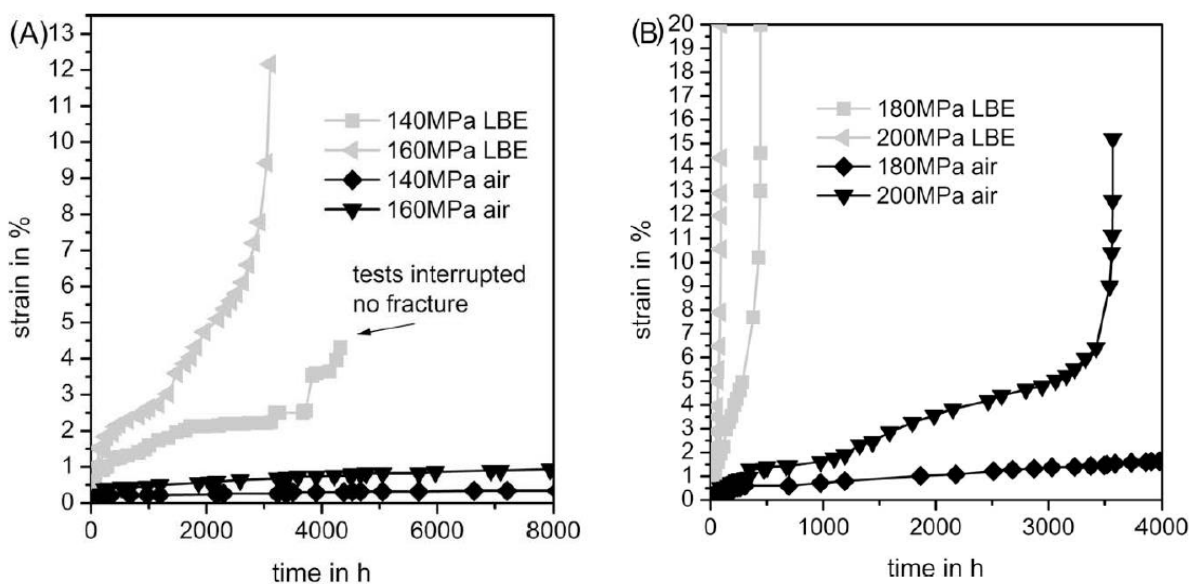 (A)
13
12
11
10
9
8
7
6
5
4
3
2
1
0
strain in %
140MPa LBE
160MPa LBE
140MPa air
160MPa air
tests interrupted
no fracture
0 2000 4000 6000 8000
time in h
(B)
20
19
18
17
16
15
14
13
12
11
10
9
8
7
6
5
4
3
2
1
0
strain in %
180MPa LBE
200MPa LBE
180MPa air
200MPa air
0 1000 2000 3000 4000
time in h